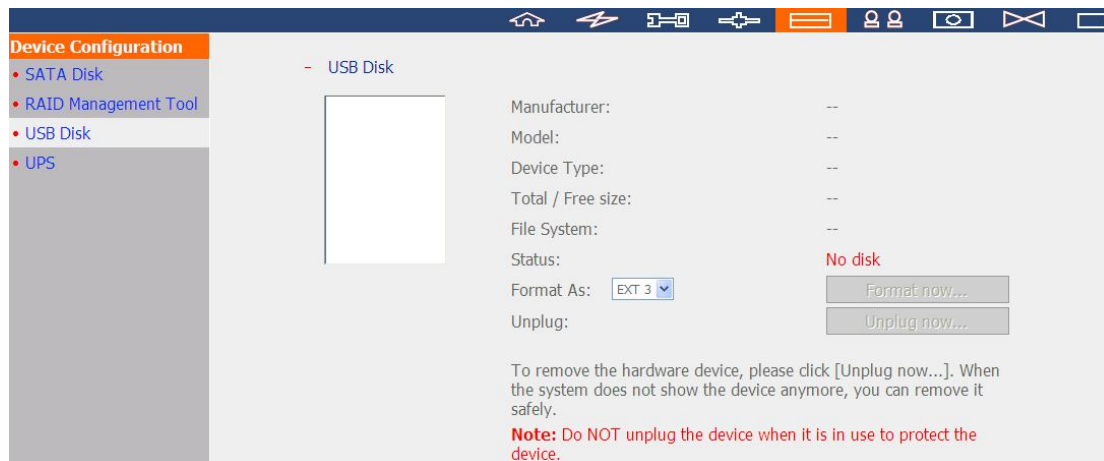 Device Configuration
• SATA Disk
• RAID Management Tool
• USB Disk
• UPS
– USB Disk
Manufacturer: --
Model: --
Device Type: --
Total / Free size: --
File System: --
Status: No disk
Format As: EXT 3 Format now...
Unplug: Unplug now...
To remove the hardware device, please click [Unplug now...]. When
the system does not show the device anymore, you can remove it
safely.
Note: Do NOT unplug the device when it is in use to protect the
device.